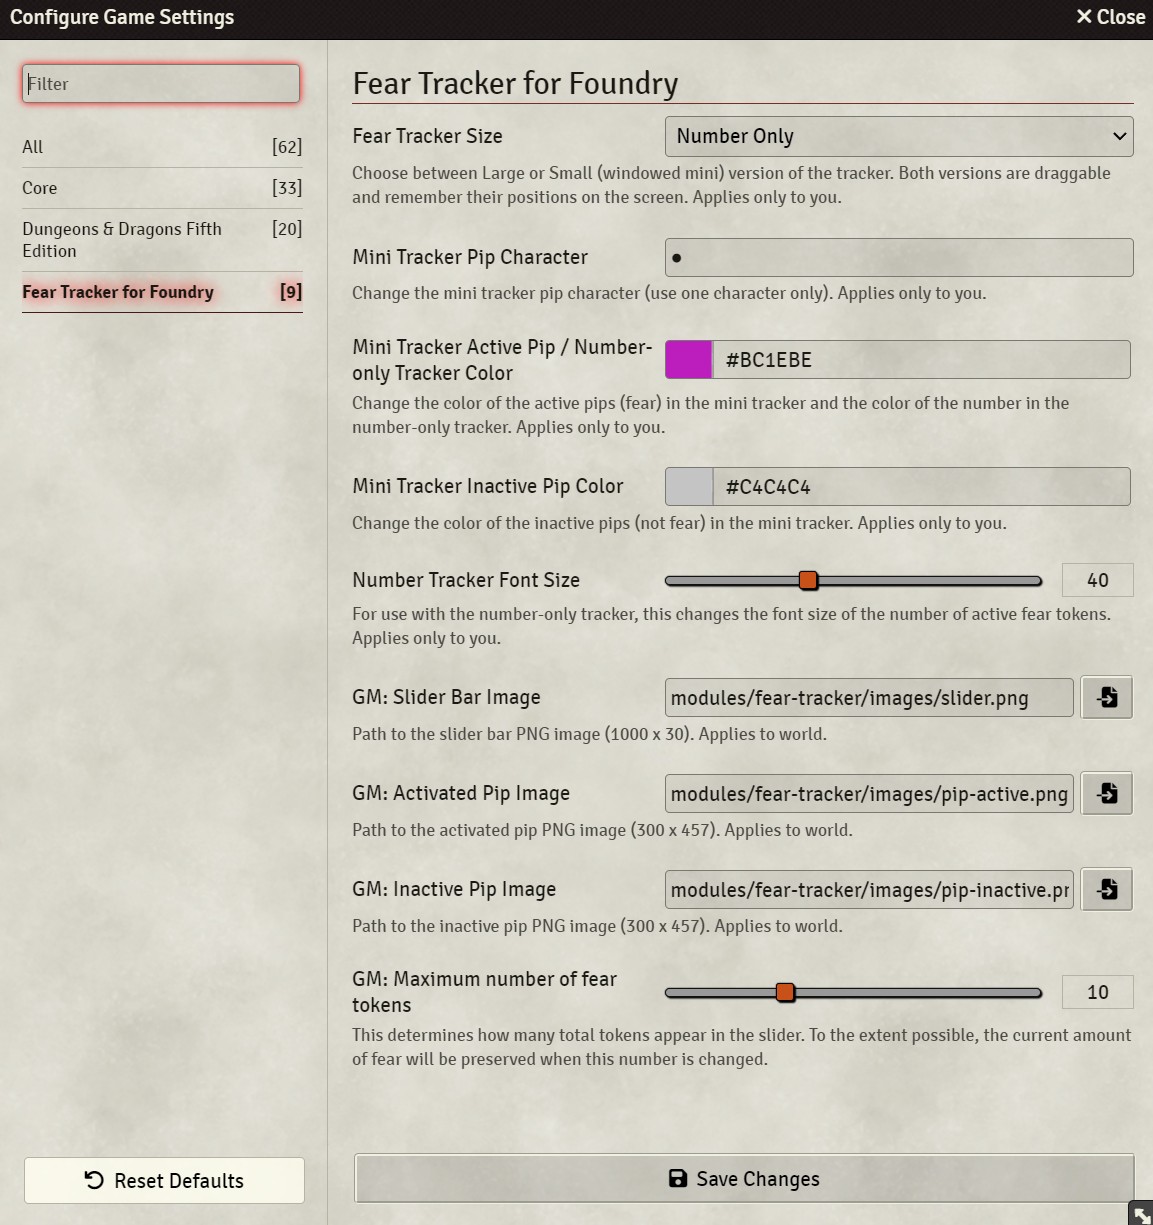 Configure Game Settings
Close
Filter
All [62]
Core [33]
Dungeons & Dragons Fifth [20]
Edition
Fear Tracker for Foundry [9]
Reset Defaults
Fear Tracker for Foundry
Fear Tracker Size
Number Only
Choose between Large or Small (windowed mini) version of the tracker. Both versions are draggable
and remember their positions on the screen. Applies only to you.
Mini Tracker Pip Character
●
Change the mini tracker pip character (use one character only). Applies only to you.
Mini Tracker Active Pip / Number-
only Tracker Color
#BC1EBE
Change the color of the active pips (fear) in the mini tracker and the color of the number in the
number-only tracker. Applies only to you.
Mini Tracker Inactive Pip Color
#C4C4C4
Change the color of the inactive pips (not fear) in the mini tracker. Applies only to you.
Number Tracker Font Size
40
For use with the number-only tracker, this changes the font size of the number of active fear tokens.
Applies only to you.
GM: Slider Bar Image
modules/fear-tracker/images/slider.png
Path to the slider bar PNG image (1000 x 30). Applies to world.
GM: Activated Pip Image
modules/fear-tracker/images/pip-active.png
Path to the activated pip PNG image (300 x 457). Applies to world.
GM: Inactive Pip Image
modules/fear-tracker/images/pip-inactive.pr
Path to the inactive pip PNG image (300 x 457). Applies to world.
GM: Maximum number of fear
tokens
10
This determines how many total tokens appear in the slider. To the extent possible, the current amount
of fear will be preserved when this number is changed.
Save Changes